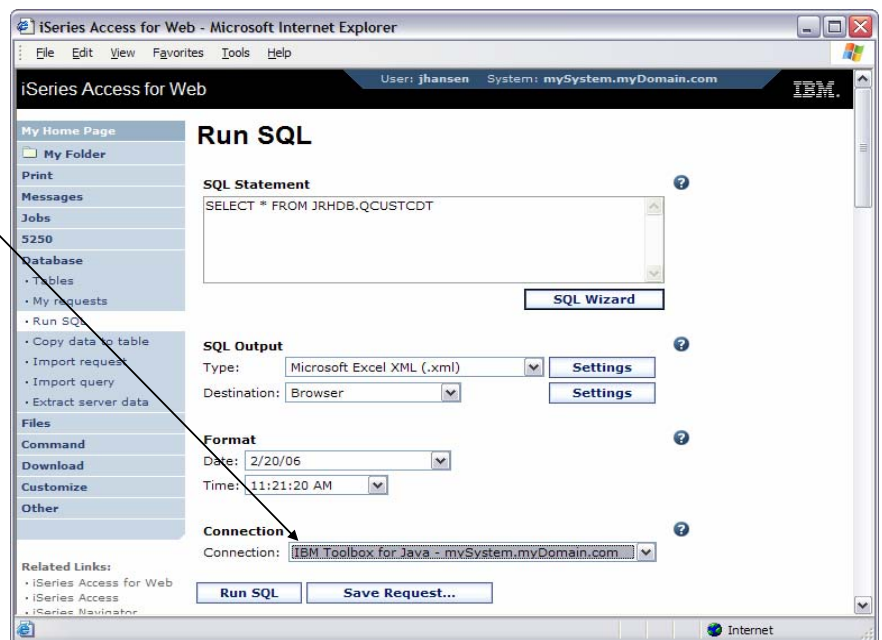 iSeries Access for Web - Microsoft Internet Explorer
File Edit View Favorites Tools Help
iSeries Access for Web
User: jhansen System: mySystem.myDomain.com
IBM.
My Home Page
My Folder
Print
Messages
Jobs
5250
Database
• Tables
• My requests
• Run SQL
• Copy data to table
• Import request
• Import query
• Extract server data
Files
Command
Download
Customize
Other
Related Links:
• iSeries Access for Web
• iSeries Access
• iSeries Navigator
Run SQL
SQL Statement
SELECT * FROM JRHDB.QCUSTCDT
SQL Wizard
SQL Output
Type: Microsoft Excel XML (.xml) Settings
Destination: Browser Settings
Format
Date: 2/20/06
Time: 11:21:20 AM
Connection
Connection: IBM Toolbox for Java - mySystem.myDomain.com
Run SQL Save Request...
Internet